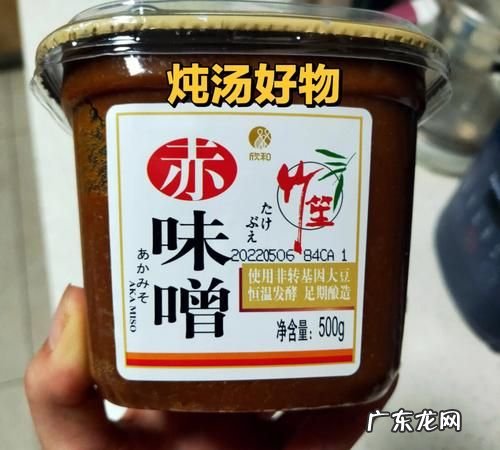 炖汤好物
欣和
赤味噌
あかみそ
AKA MISO
竹笙
たけぶえ
20220506 84CA 1
使用非转基因大豆
恒温发酵 足期酿造
净含量：500g
广东龙网